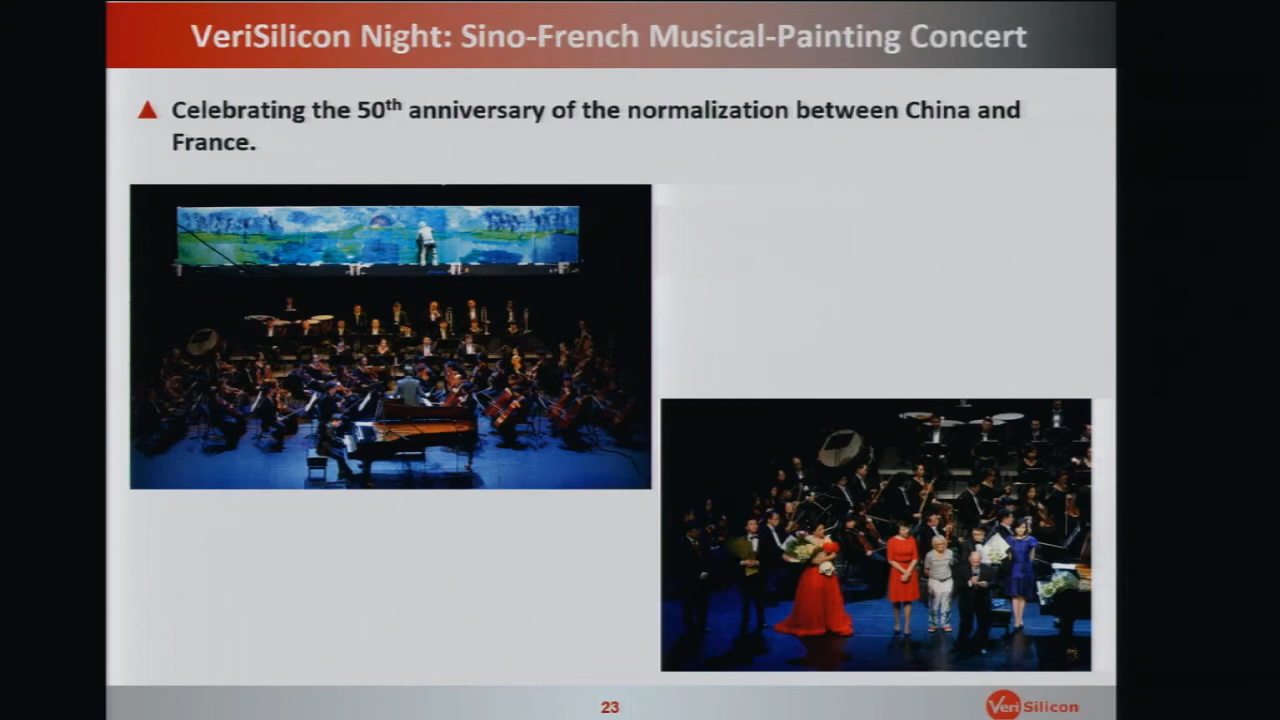 VeriSilicon Night: Sino-French Musical-Painting Concert
Celebrating the 50th anniversary of the normalization between China and
France.
23
VeriSilicon